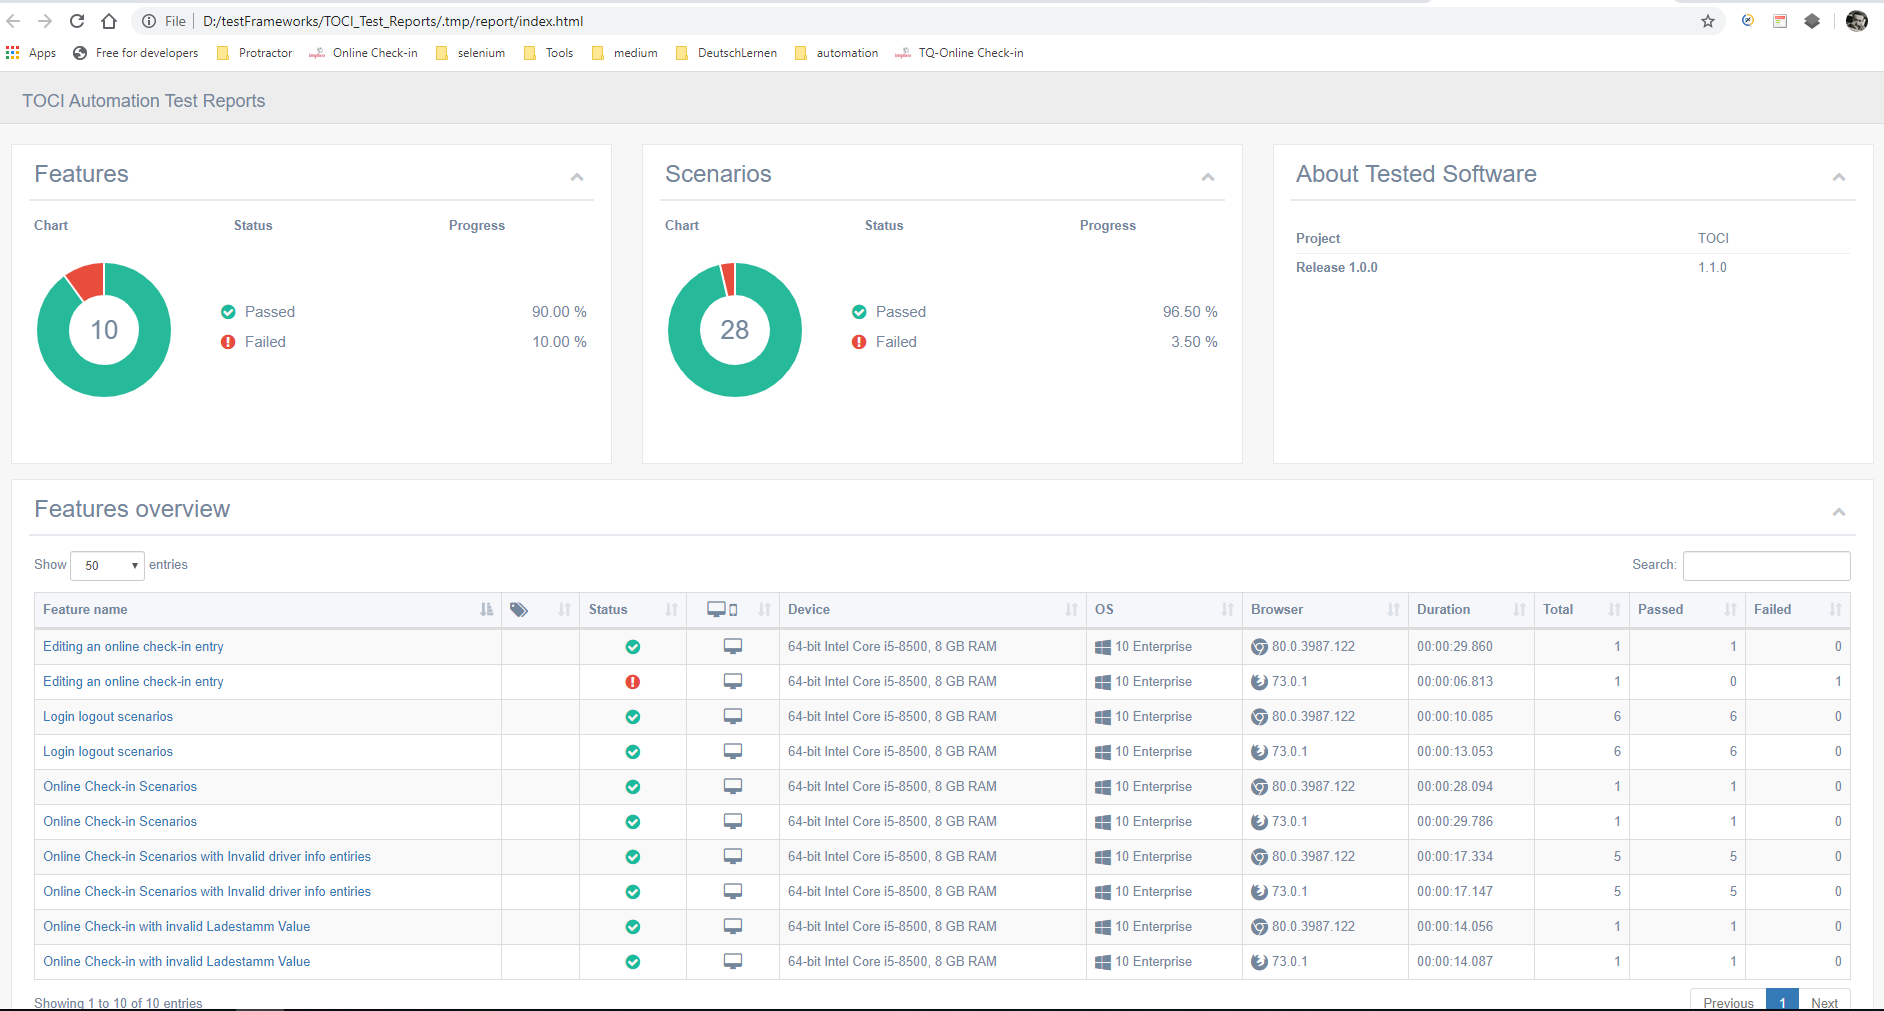 File D:/testFrameworks/TOCI_Test_Reports/.tmp/report/index.html
Apps Free for developers Protractor Online Check-in selenium Tools medium DeutschLernen automation TQ-Online Check-in
TOCI Automation Test Reports
Features
Chart Status Progress
10
Passed 90.00 %
Failed 10.00 %
Scenarios
Chart Status Progress
28
Passed 96.50 %
Failed 3.50 %
About Tested Software
Project TOCI
Release 1.0.0 1.1.0
Features overview
Show 50 entries Search:
Feature name Status Device OS Browser Duration Total Passed Failed
Editing an online check-in entry 64-bit Intel Core i5-8500, 8 GB RAM 10 Enterprise 80.0.3987.122 00:00:29.860 1 1 0
Editing an online check-in entry 64-bit Intel Core i5-8500, 8 GB RAM 10 Enterprise 73.0.1 00:00:06.813 1 0 1
Login logout scenarios 64-bit Intel Core i5-8500, 8 GB RAM 10 Enterprise 80.0.3987.122 00:00:10.085 6 6 0
Login logout scenarios 64-bit Intel Core i5-8500, 8 GB RAM 10 Enterprise 73.0.1 00:00:13.053 6 6 0
Online Check-in Scenarios 64-bit Intel Core i5-8500, 8 GB RAM 10 Enterprise 80.0.3987.122 00:00:28.094 1 1 0
Online Check-in Scenarios 64-bit Intel Core i5-8500, 8 GB RAM 10 Enterprise 73.0.1 00:00:29.786 1 1 0
Online Check-in Scenarios with Invalid driver info entiries 64-bit Intel Core i5-8500, 8 GB RAM 10 Enterprise 80.0.3987.122 00:00:17.334 5 5 0
Online Check-in Scenarios with Invalid driver info entiries 64-bit Intel Core i5-8500, 8 GB RAM 10 Enterprise 73.0.1 00:00:17.147 5 5 0
Online Check-in with invalid Ladestamm Value 64-bit Intel Core i5-8500, 8 GB RAM 10 Enterprise 80.0.3987.122 00:00:14.056 1 1 0
Online Check-in with invalid Ladestamm Value 64-bit Intel Core i5-8500, 8 GB RAM 10 Enterprise 73.0.1 00:00:14.087 1 1 0
Showing 1 to 10 of 10 entries Previous 1 Next